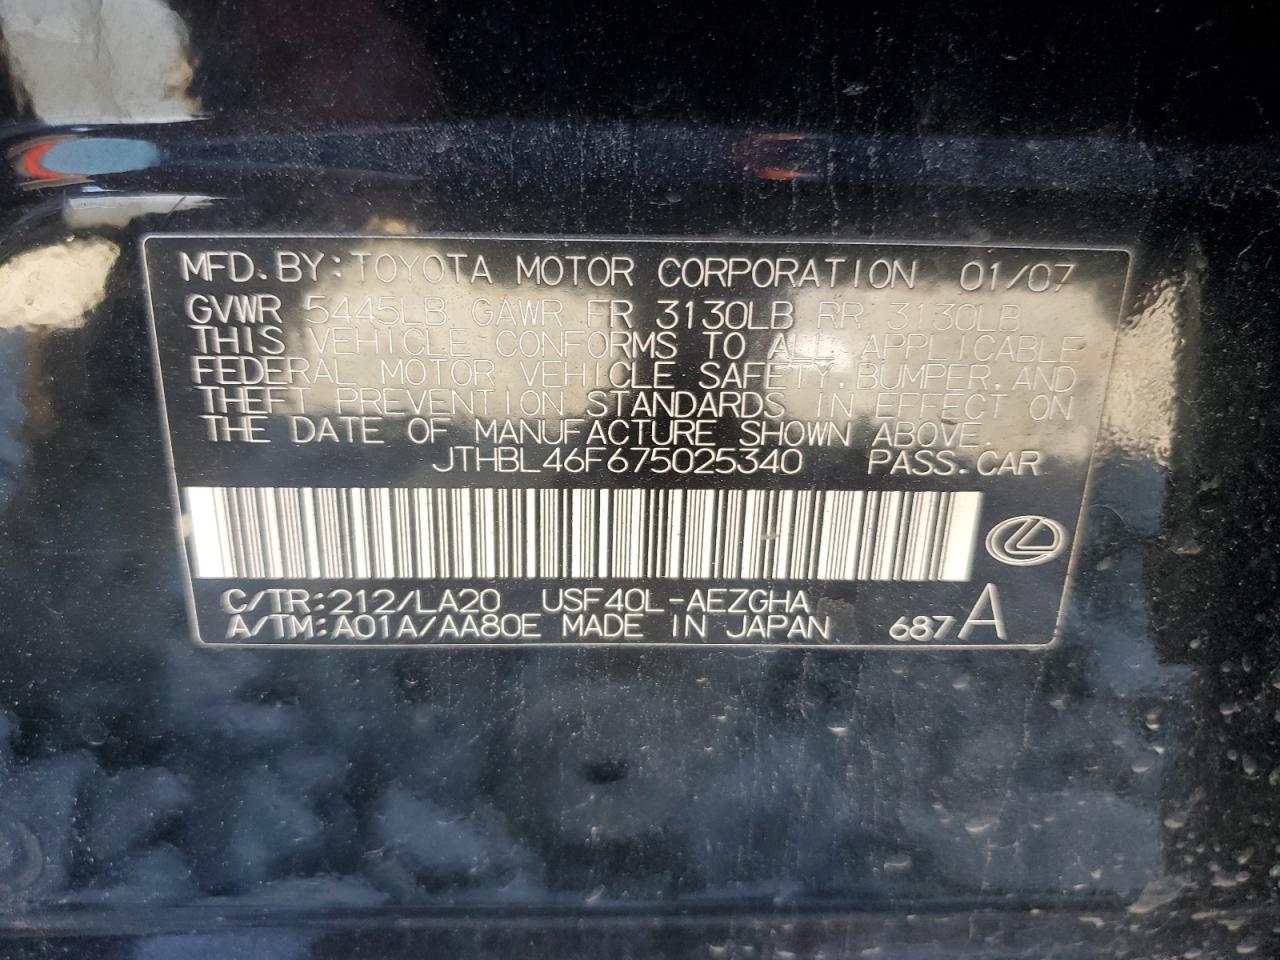 MFD.BY:TOYOTA MOTOR CORPORATION 01/07
GVWR 5445LB GAWR FR 3130LB RR 3130LB
THIS VEHICLE CONFORMS TO ALL APPLICABLE
FEDERAL MOTOR VEHICLE SAFETY,BUMPER,AND
THEFT PREVENTION STANDARDS IN EFFECT ON
THE DATE OF MANUFACTURE SHOWN ABOVE.
JTHBL46F675025340 PASS.CAR
C/TR:212/LA20 USF40L-AEZGHA
A/TM:A01A/AA80E MADE IN JAPAN 687A